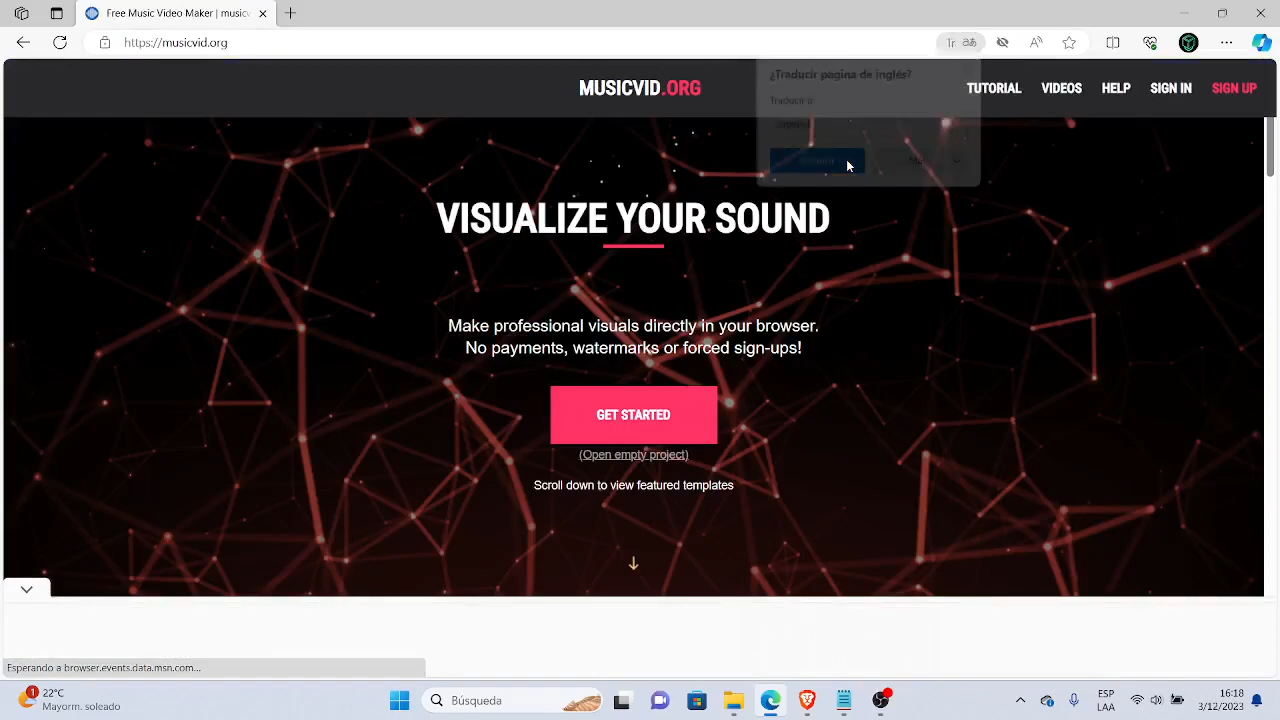 Free Music Video Maker | musicvid
https://musicvid.org
MUSICVID.ORG
TUTORIAL
VIDEOS
HELP
SIGN IN
SIGN UP
¿Traducir página de inglés?
Traducir a
VISUALIZE YOUR SOUND
Make professional visuals directly in your browser.
No payments, watermarks or forced sign-ups!
GET STARTED
(Open empty project)
Scroll down to view featured templates
Esperando a browser.events.data.msn.com...
1
22°C
Mayorm. soleado
Búsqueda
ESP
LAA
16:18
3/12/2023